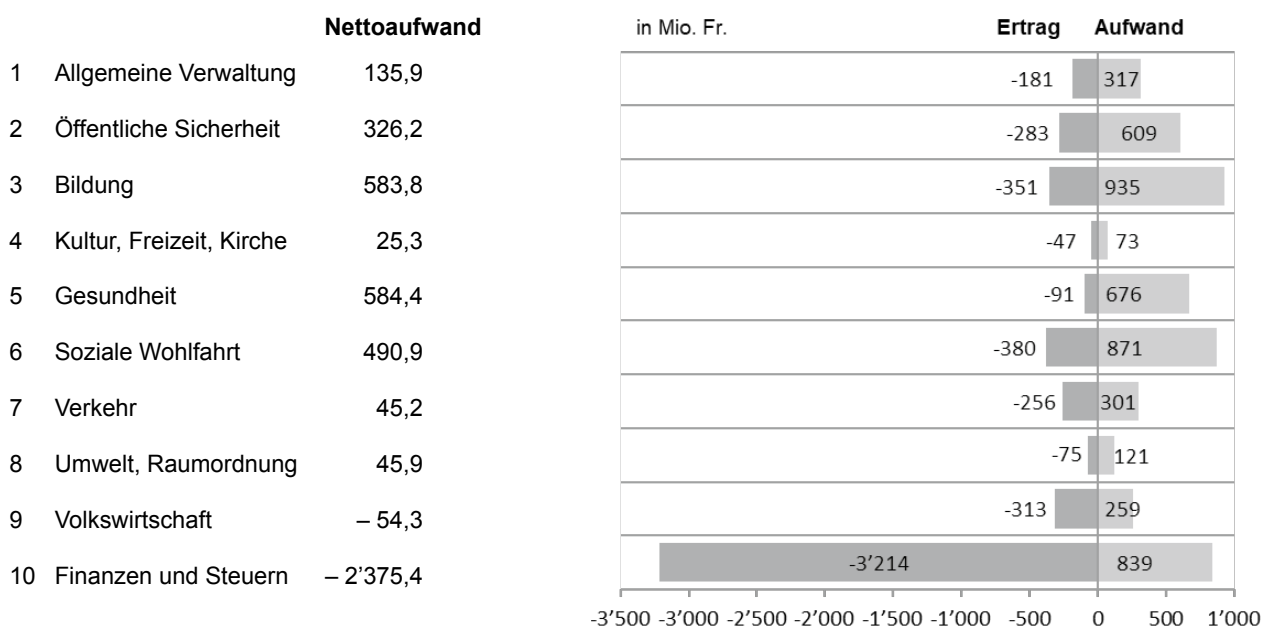 Nettoaufwand in Mio. Fr. Ertrag Aufwand
1 Allgemeine Verwaltung 135,9 -181 317
2 Öffentliche Sicherheit 326,2 -283 609
3 Bildung 583,8 -351 935
4 Kultur, Freizeit, Kirche 25,3 -47 73
5 Gesundheit 584,4 -91 676
6 Soziale Wohlfahrt 490,9 -380 871
7 Verkehr 45,2 -256 301
8 Umwelt, Raumordnung 45,9 -75 121
9 Volkswirtschaft – 54,3 -313 259
10 Finanzen und Steuern – 2’375,4 -3’214 839
-3’500 -3’000 -2’500 -2’000 -1’500 -1’000 -500 0 500 1’000